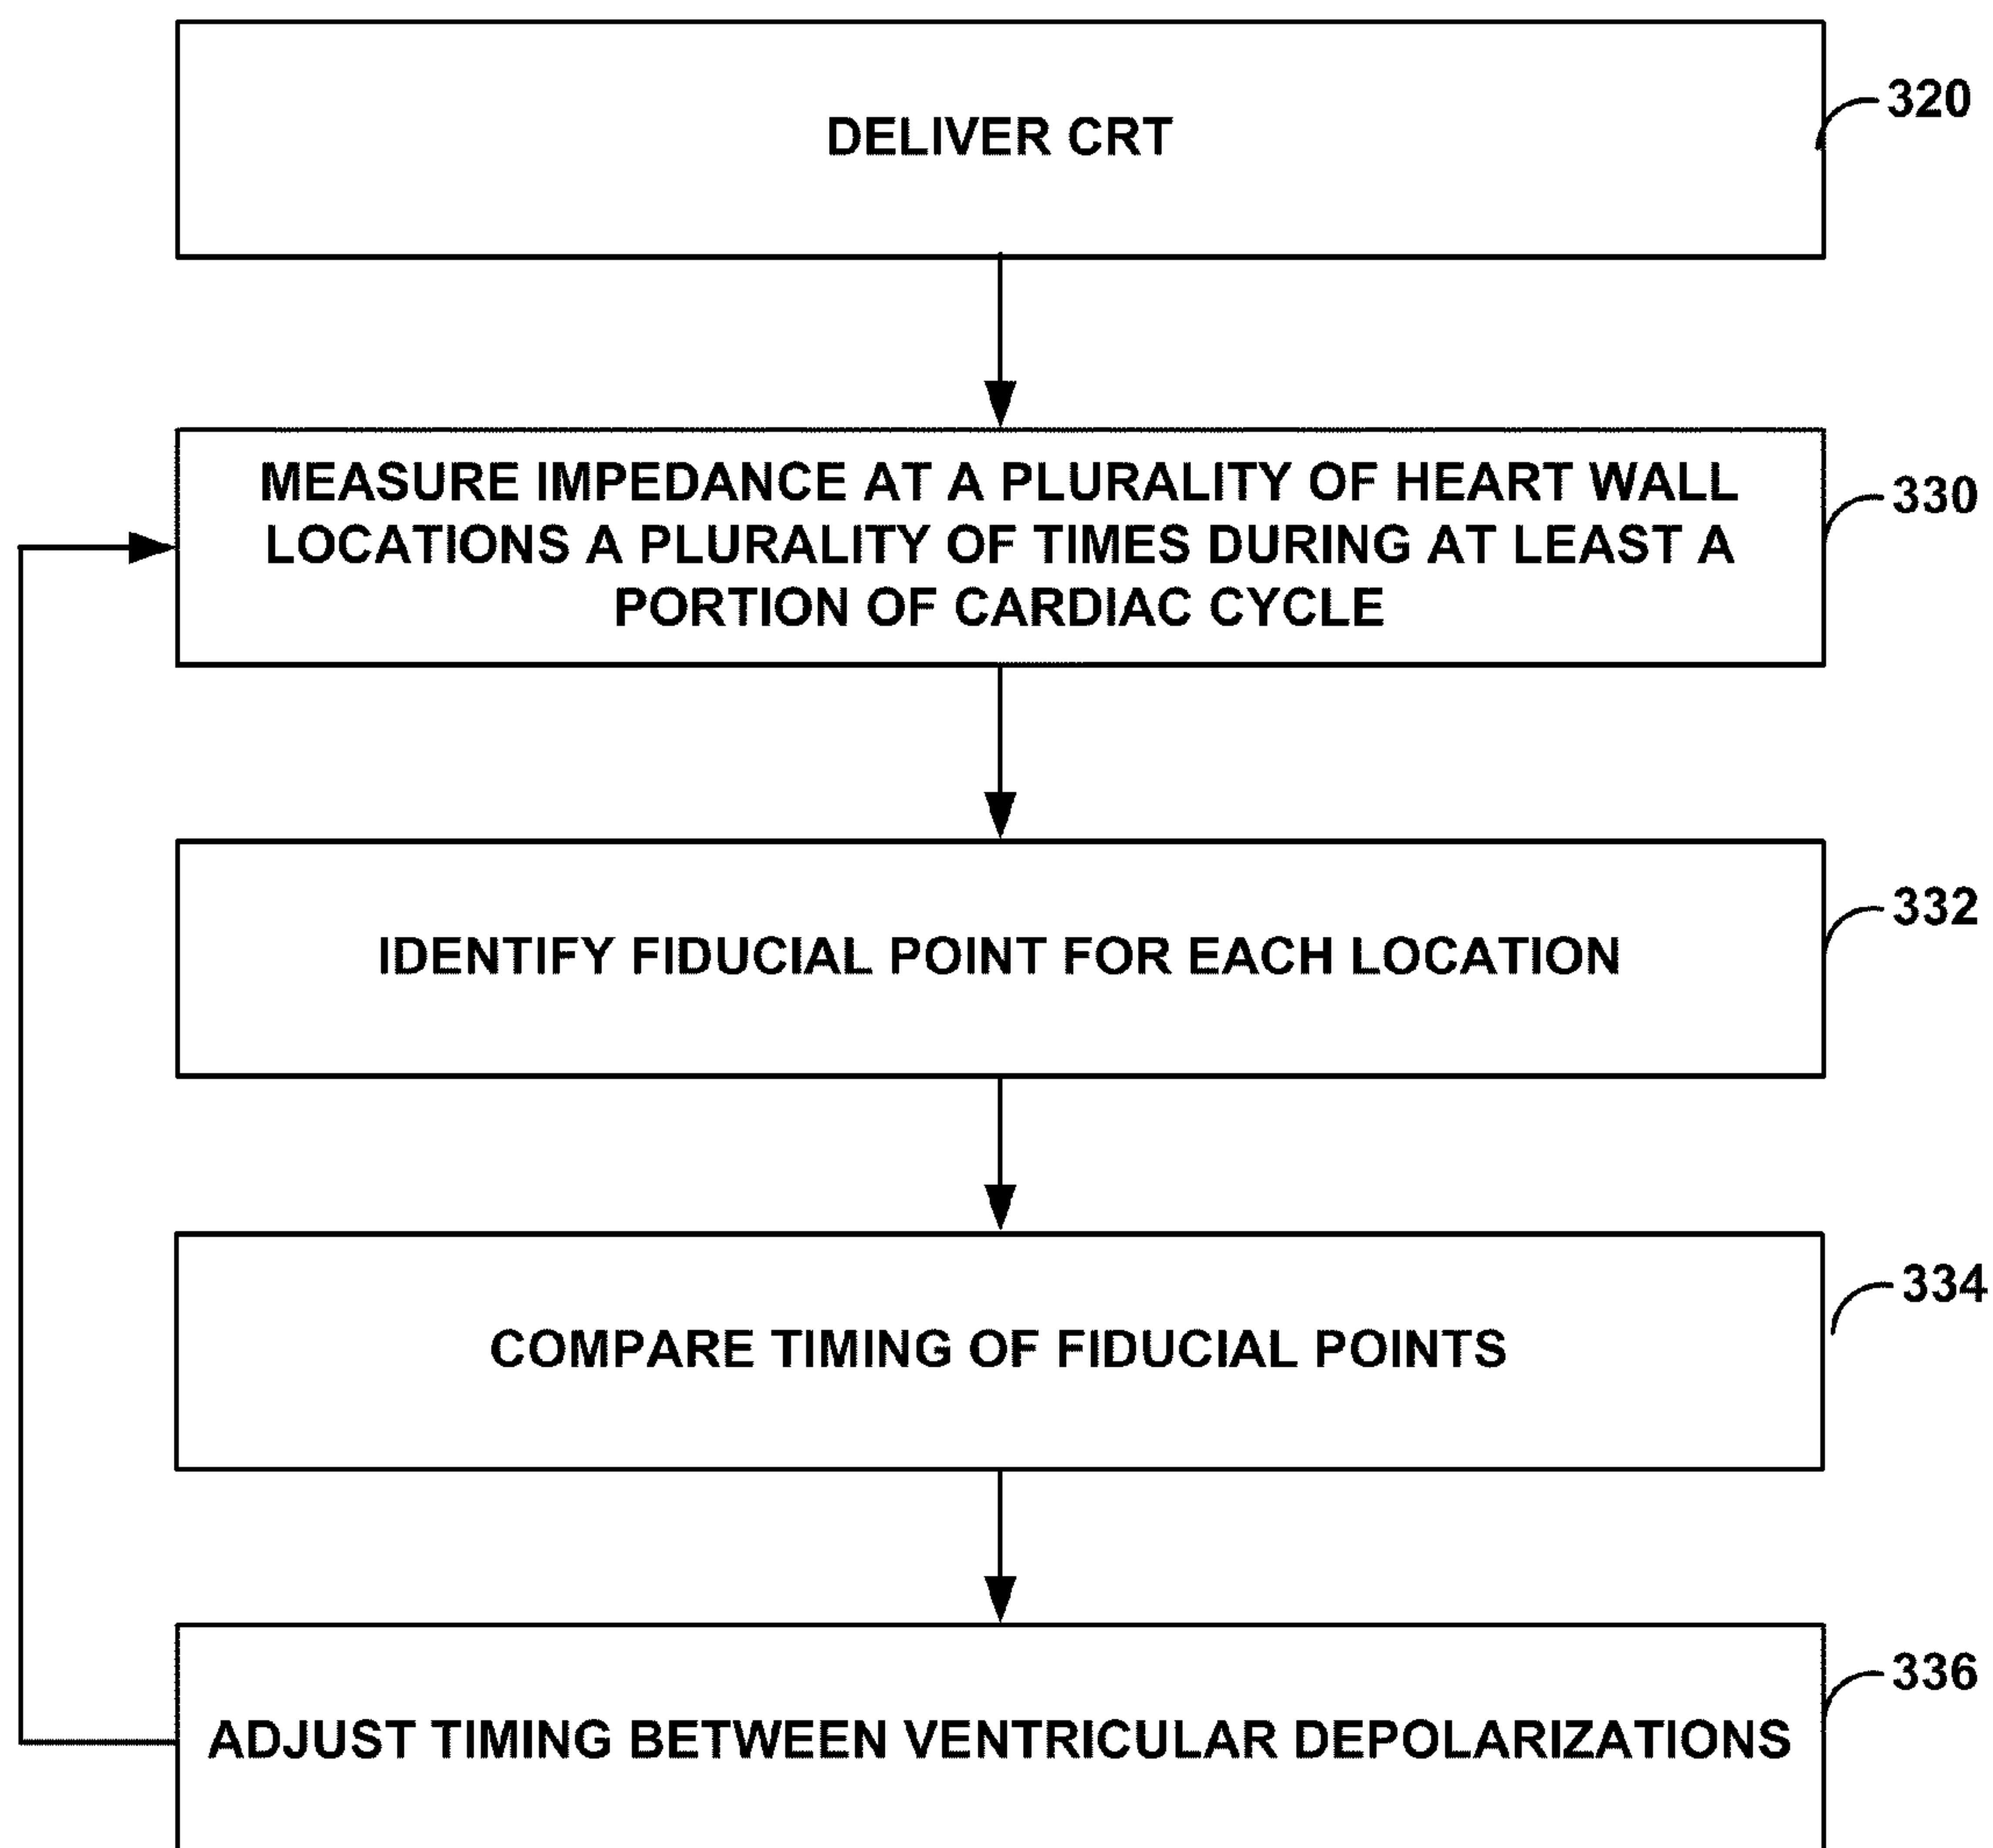 DELIVER CRT
320
MEASURE IMPEDANCE AT A PLURALITY OF HEART WALL
LOCATIONS A PLURALITY OF TIMES DURING AT LEAST A
PORTION OF CARDIAC CYCLE
330
IDENTIFY FIDUCIAL POINT FOR EACH LOCATION
332
COMPARE TIMING OF FIDUCIAL POINTS
334
ADJUST TIMING BETWEEN VENTRICULAR DEPOLARIZATIONS
336